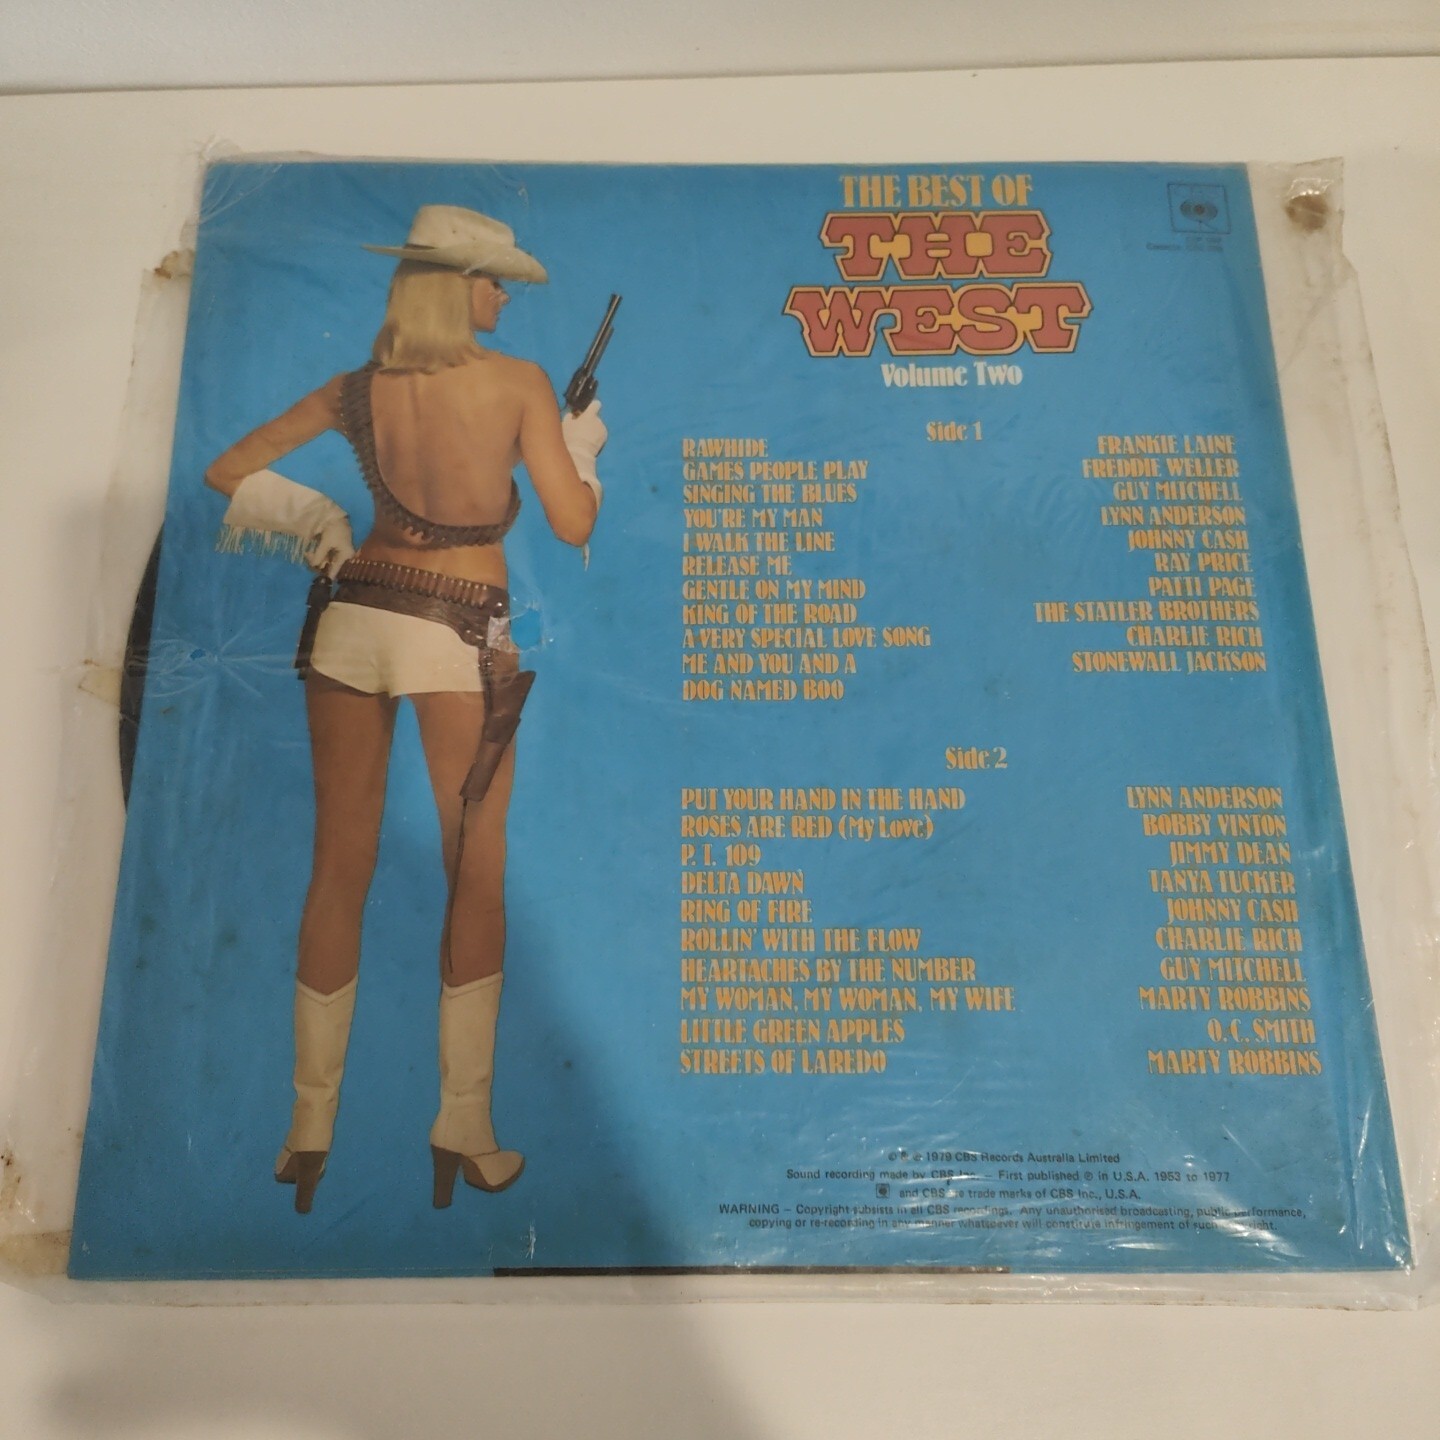 THE BEST OF
THE
WEST
Volume Two
Side 1
RAWHIDE FRANKIE LAINE
GAMES PEOPLE PLAY FREDDIE WELLER
SINGING THE BLUES GUY MITCHELL
YOU'RE MY MAN LYNN ANDERSON
I WALK THE LINE JOHNNY CASH
RELEASE ME RAY PRICE
GENTLE ON MY MIND PATTI PAGE
KING OF THE ROAD THE STATLER BROTHERS
A VERY SPECIAL LOVE SONG CHARLIE RICH
ME AND YOU AND A STONEWALL JACKSON
DOG NAMED BOO
Side 2
PUT YOUR HAND IN THE HAND LYNN ANDERSON
ROSES ARE RED (My Love) BOBBY VINTON
P. T. 109 JIMMY DEAN
DELTA DAWN TANYA TUCKER
RING OF FIRE JOHNNY CASH
ROLLIN' WITH THE FLOW CHARLIE RICH
HEARTACHES BY THE NUMBER GUY MITCHELL
MY WOMAN, MY WOMAN, MY WIFE MARTY ROBBINS
LITTLE GREEN APPLES O. C. SMITH
STREETS OF LAREDO MARTY ROBBINS
1979 CBS Records Australia Limited
Sound recording made by CBS Inc. – First published ℗ in U.S.A. 1953 to 1977
and CBS are trade marks of CBS Inc., U.S.A.
WARNING – Copyright subsists in all CBS recordings. Any unauthorised broadcasting, public performance,
copying or re-recording in any manner whatsoever will constitute infringement of such copyright.